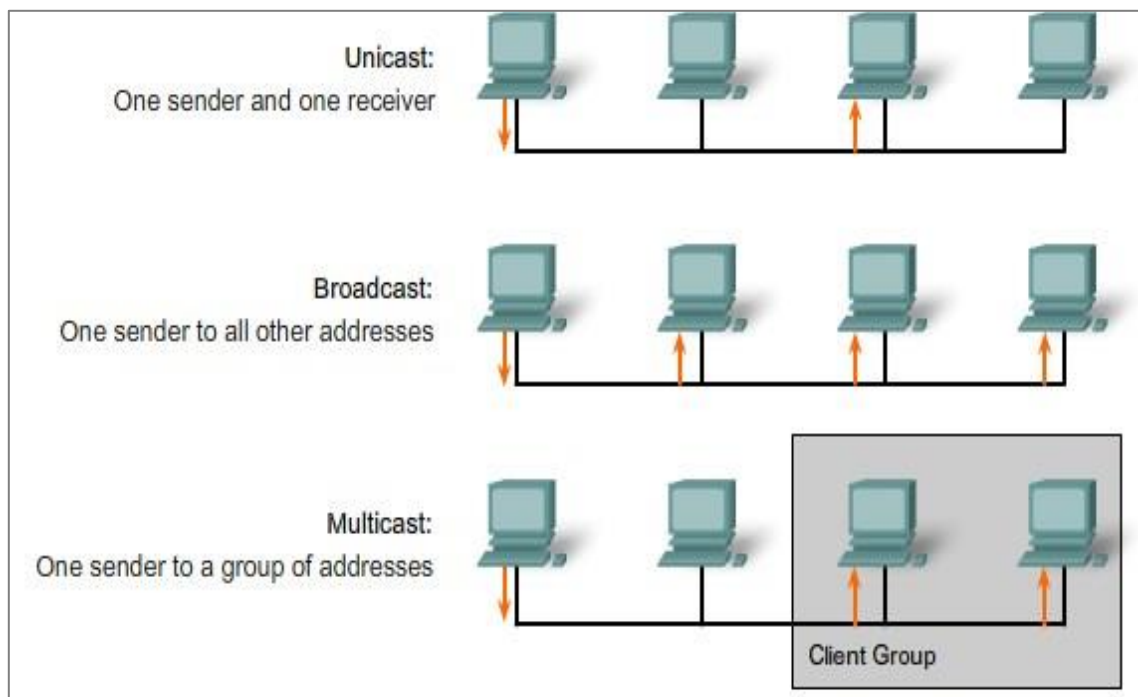 Unicast:
One sender and one receiver
Broadcast:
One sender to all other addresses
Multicast:
One sender to a group of addresses
Client Group